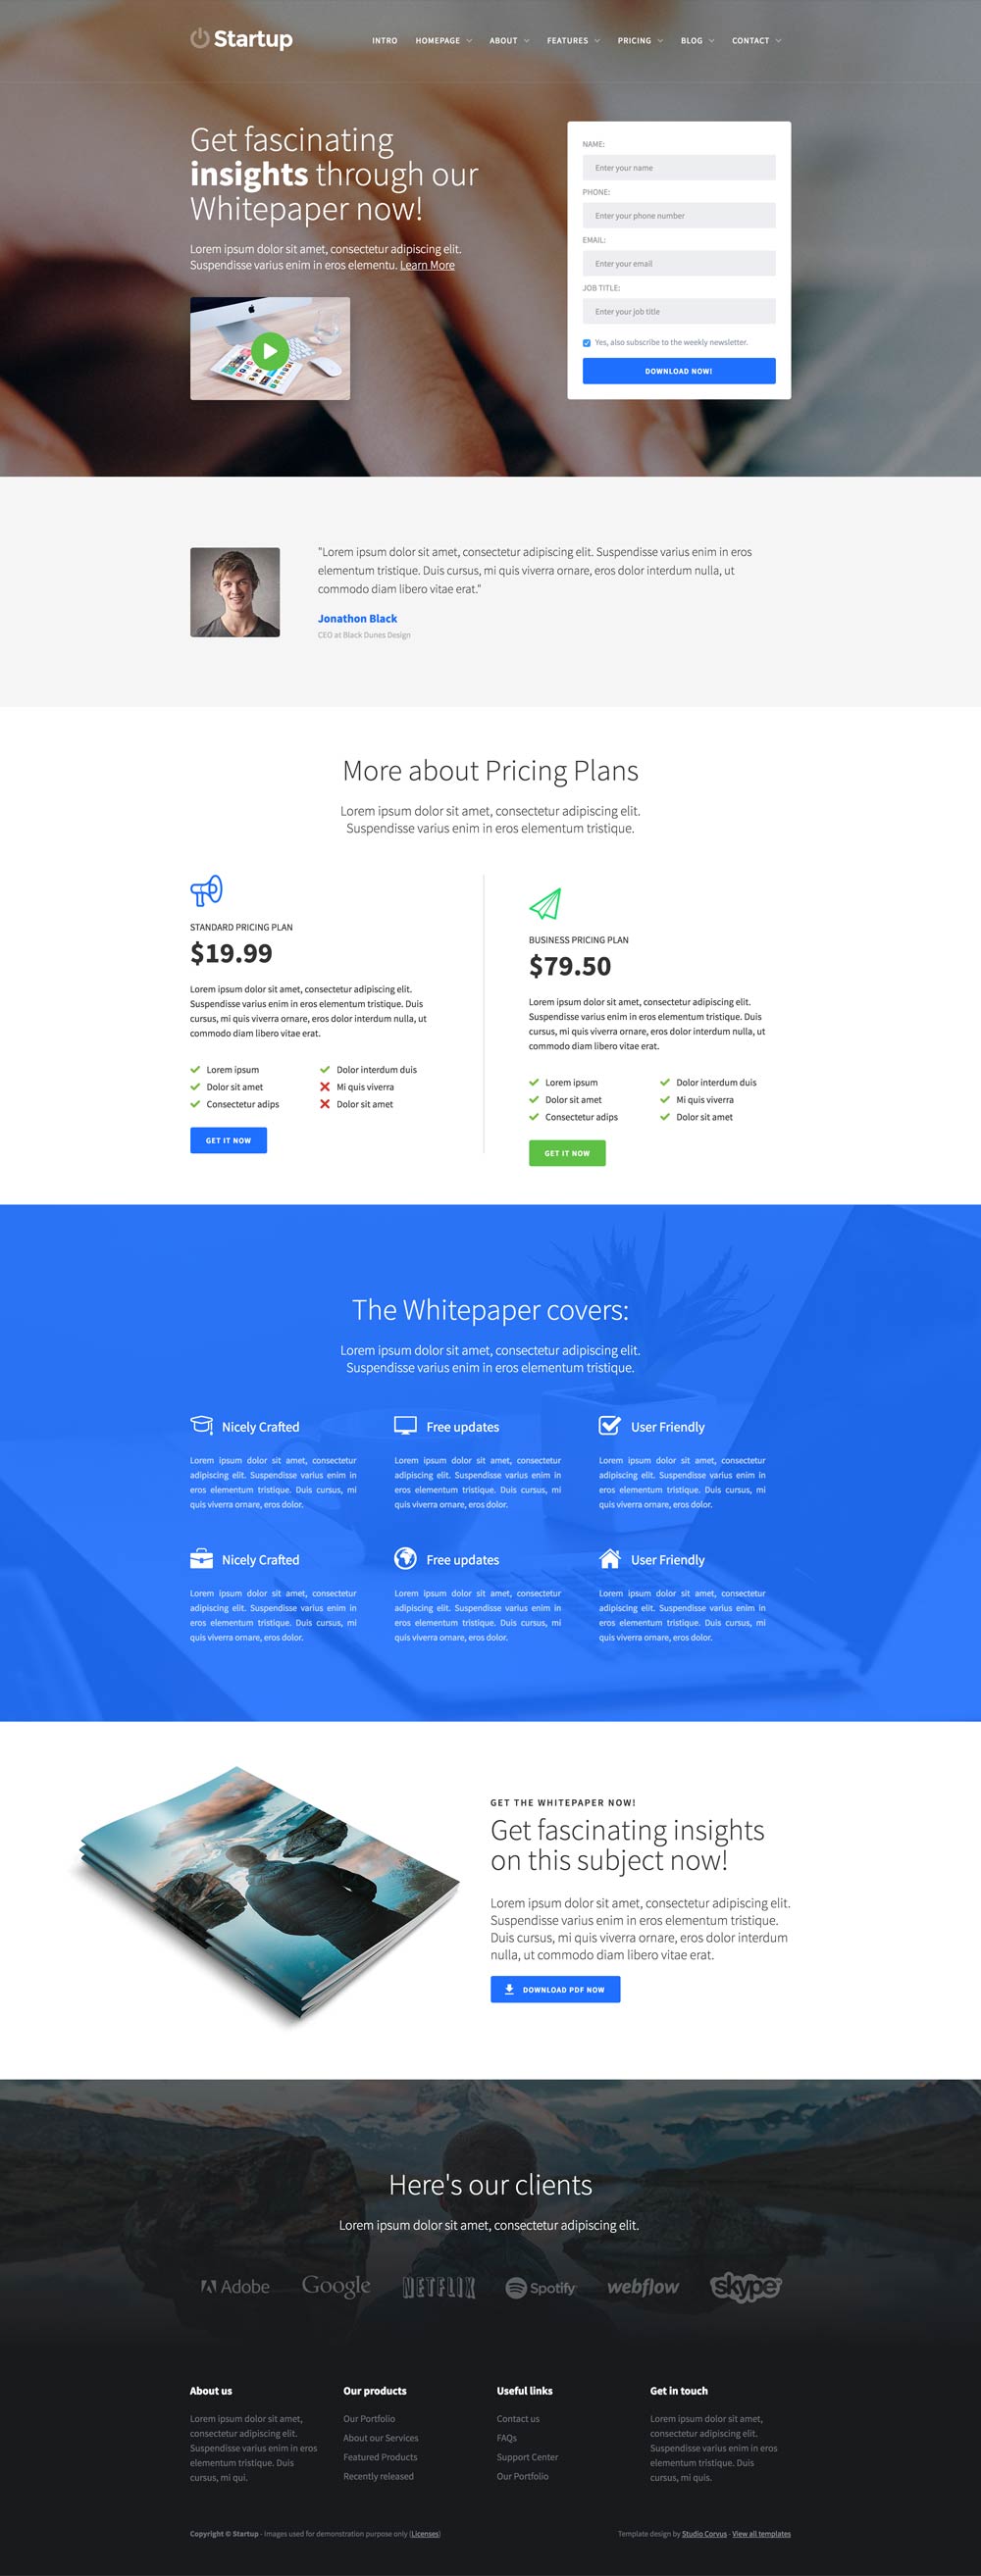 Startup
INTRO HOMEPAGE ABOUT FEATURES PRICING BLOG CONTACT
Get fascinating
insights through our
Whitepaper now!
Lorem ipsum dolor sit amet, consectetur adipiscing elit.
Suspendisse varius enim in eros elementu. Learn More
NAME:
Enter your name
PHONE:
Enter your phone number
EMAIL:
Enter your email
JOB TITLE:
Enter your job title
Yes, also subscribe to the weekly newsletter.
DOWNLOAD NOW!
"Lorem ipsum dolor sit amet, consectetur adipiscing elit. Suspendisse varius enim in eros
elementum tristique. Duis cursus, mi quis viverra ornare, eros dolor interdum nulla, ut
commodo diam libero vitae erat."
Jonathon Black
CEO at Black Dunes Design
More about Pricing Plans
Lorem ipsum dolor sit amet, consectetur adipiscing elit.
Suspendisse varius enim in eros elementum tristique.
STANDARD PRICING PLAN
$19.99
Lorem ipsum dolor sit amet, consectetur adipiscing elit.
Suspendisse varius enim in eros elementum tristique. Duis
cursus, mi quis viverra ornare, eros dolor interdum nulla, ut
commodo diam libero vitae erat.
Lorem ipsum Dolor interdum duis
Dolor sit amet Mi quis viverra
Consectetur adips Dolor sit amet
GET IT NOW
BUSINESS PRICING PLAN
$79.50
Lorem ipsum dolor sit amet, consectetur adipiscing elit.
Suspendisse varius enim in eros elementum tristique. Duis
cursus, mi quis viverra ornare, eros dolor interdum nulla, ut
commodo diam libero vitae erat.
Lorem ipsum Dolor interdum duis
Dolor sit amet Mi quis viverra
Consectetur adips Dolor sit amet
GET IT NOW
The Whitepaper covers:
Lorem ipsum dolor sit amet, consectetur adipiscing elit.
Suspendisse varius enim in eros elementum tristique.
Nicely Crafted
Lorem ipsum dolor sit amet, consectetur
adipiscing elit. Suspendisse varius enim in
eros elementum tristique. Duis cursus, mi
quis viverra ornare, eros dolor.
Free updates
Lorem ipsum dolor sit amet, consectetur
adipiscing elit. Suspendisse varius enim in
eros elementum tristique. Duis cursus, mi
quis viverra ornare, eros dolor.
User Friendly
Lorem ipsum dolor sit amet, consectetur
adipiscing elit. Suspendisse varius enim in
eros elementum tristique. Duis cursus, mi
quis viverra ornare, eros dolor.
Nicely Crafted
Lorem ipsum dolor sit amet, consectetur
adipiscing elit. Suspendisse varius enim in
eros elementum tristique. Duis cursus, mi
quis viverra ornare, eros dolor.
Free updates
Lorem ipsum dolor sit amet, consectetur
adipiscing elit. Suspendisse varius enim in
eros elementum tristique. Duis cursus, mi
quis viverra ornare, eros dolor.
User Friendly
Lorem ipsum dolor sit amet, consectetur
adipiscing elit. Suspendisse varius enim in
eros elementum tristique. Duis cursus, mi
quis viverra ornare, eros dolor.
GET THE WHITEPAPER NOW!
Get fascinating insights
on this subject now!
Lorem ipsum dolor sit amet, consectetur adipiscing elit.
Suspendisse varius enim in eros elementum tristique.
Duis cursus, mi quis viverra ornare, eros dolor interdum
nulla, ut commodo diam libero vitae erat.
DOWNLOAD PDF NOW
Here's our clients
Lorem ipsum dolor sit amet, consectetur adipiscing elit.
Adobe Google NETFLIX Spotify webflow skype
About us
Lorem ipsum dolor sit amet,
consectetur adipiscing elit.
Suspendisse varius enim in eros
elementum tristique. Duis
cursus, mi qui.
Our products
Our Portfolio
About our Services
Featured Products
Recently released
Useful links
Contact us
FAQs
Support Center
Our Portfolio
Get in touch
Lorem ipsum dolor sit amet,
consectetur adipiscing elit.
Suspendisse varius enim in eros
elementum tristique. Duis
cursus, mi quis.
Copyright © Startup - Images used for demonstration purpose only (Licenses)
Template design by Studio Corvus - View all templates